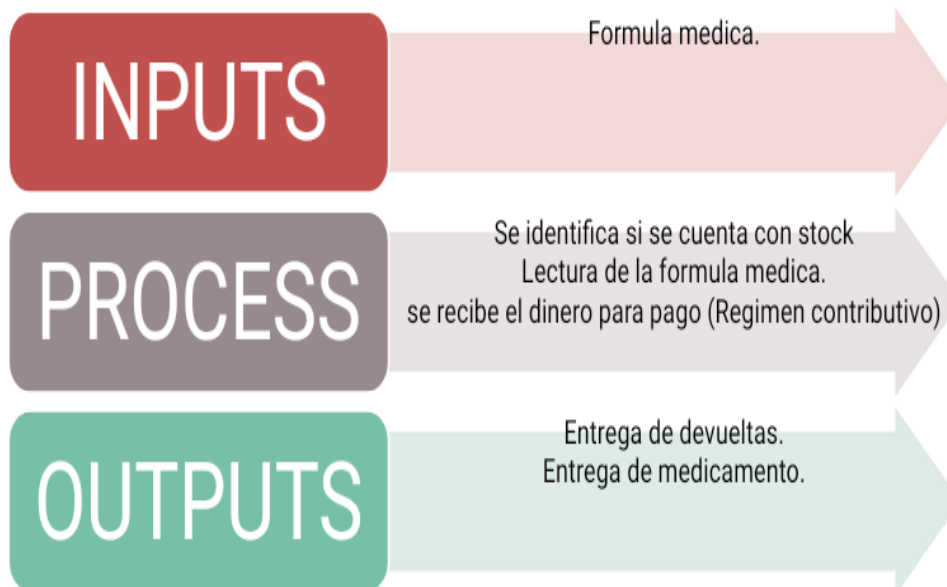 INPUTS
Formula medica.
PROCESS
Se identifica si se cuenta con stock
Lectura de la formula medica.
se recibe el dinero para pago (Regimen contributivo)
OUTPUTS
Entrega de devueltas.
Entrega de medicamento.